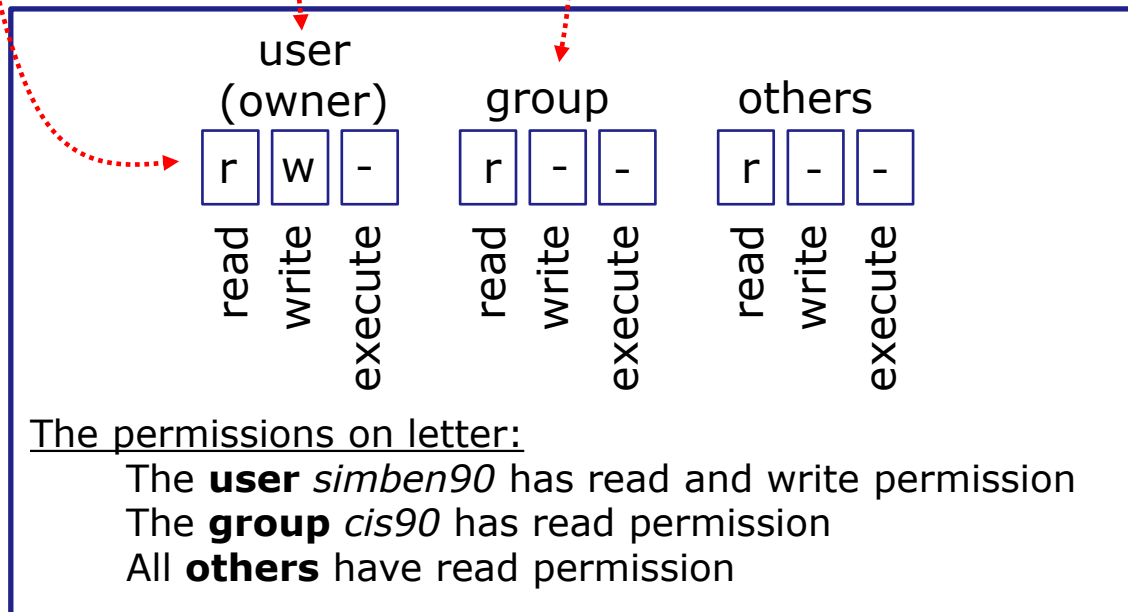 user
(owner) group others
r w - r - - r - -
read write execute read write execute read write execute
The permissions on letter:
The user simben90 has read and write permission
The group cis90 has read permission
All others have read permission